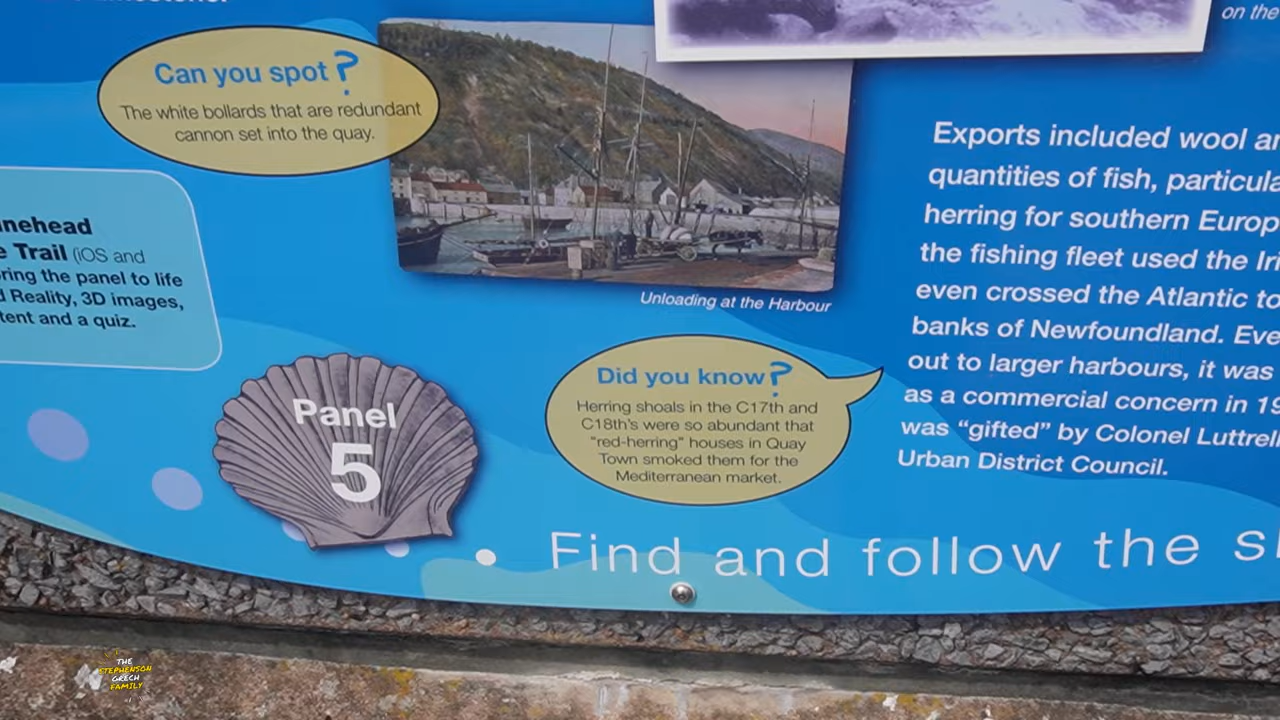 on the
Can you spot ?
The white bollards that are redundant
cannon set into the quay.
nehead
Trail (iOS and
ring the panel to life
Reality, 3D images,
tent and a quiz.
Unloading at the Harbour
Panel
5
Did you know?
Herring shoals in the C17th and
C18th's were so abundant that
"red-herring" houses in Quay
Town smoked them for the
Mediterranean market.
Exports included wool
quantities of fish, particula
herring for southern Europ
the fishing fleet used the Iri
even crossed the Atlantic to
banks of Newfoundland. Eve
out to larger harbours, it was
as a commercial concern in 19
was "gifted" by Colonel Luttrell
Urban District Council.
Find and follow the
THE
STEPHENSON
GRECH
FAMILY